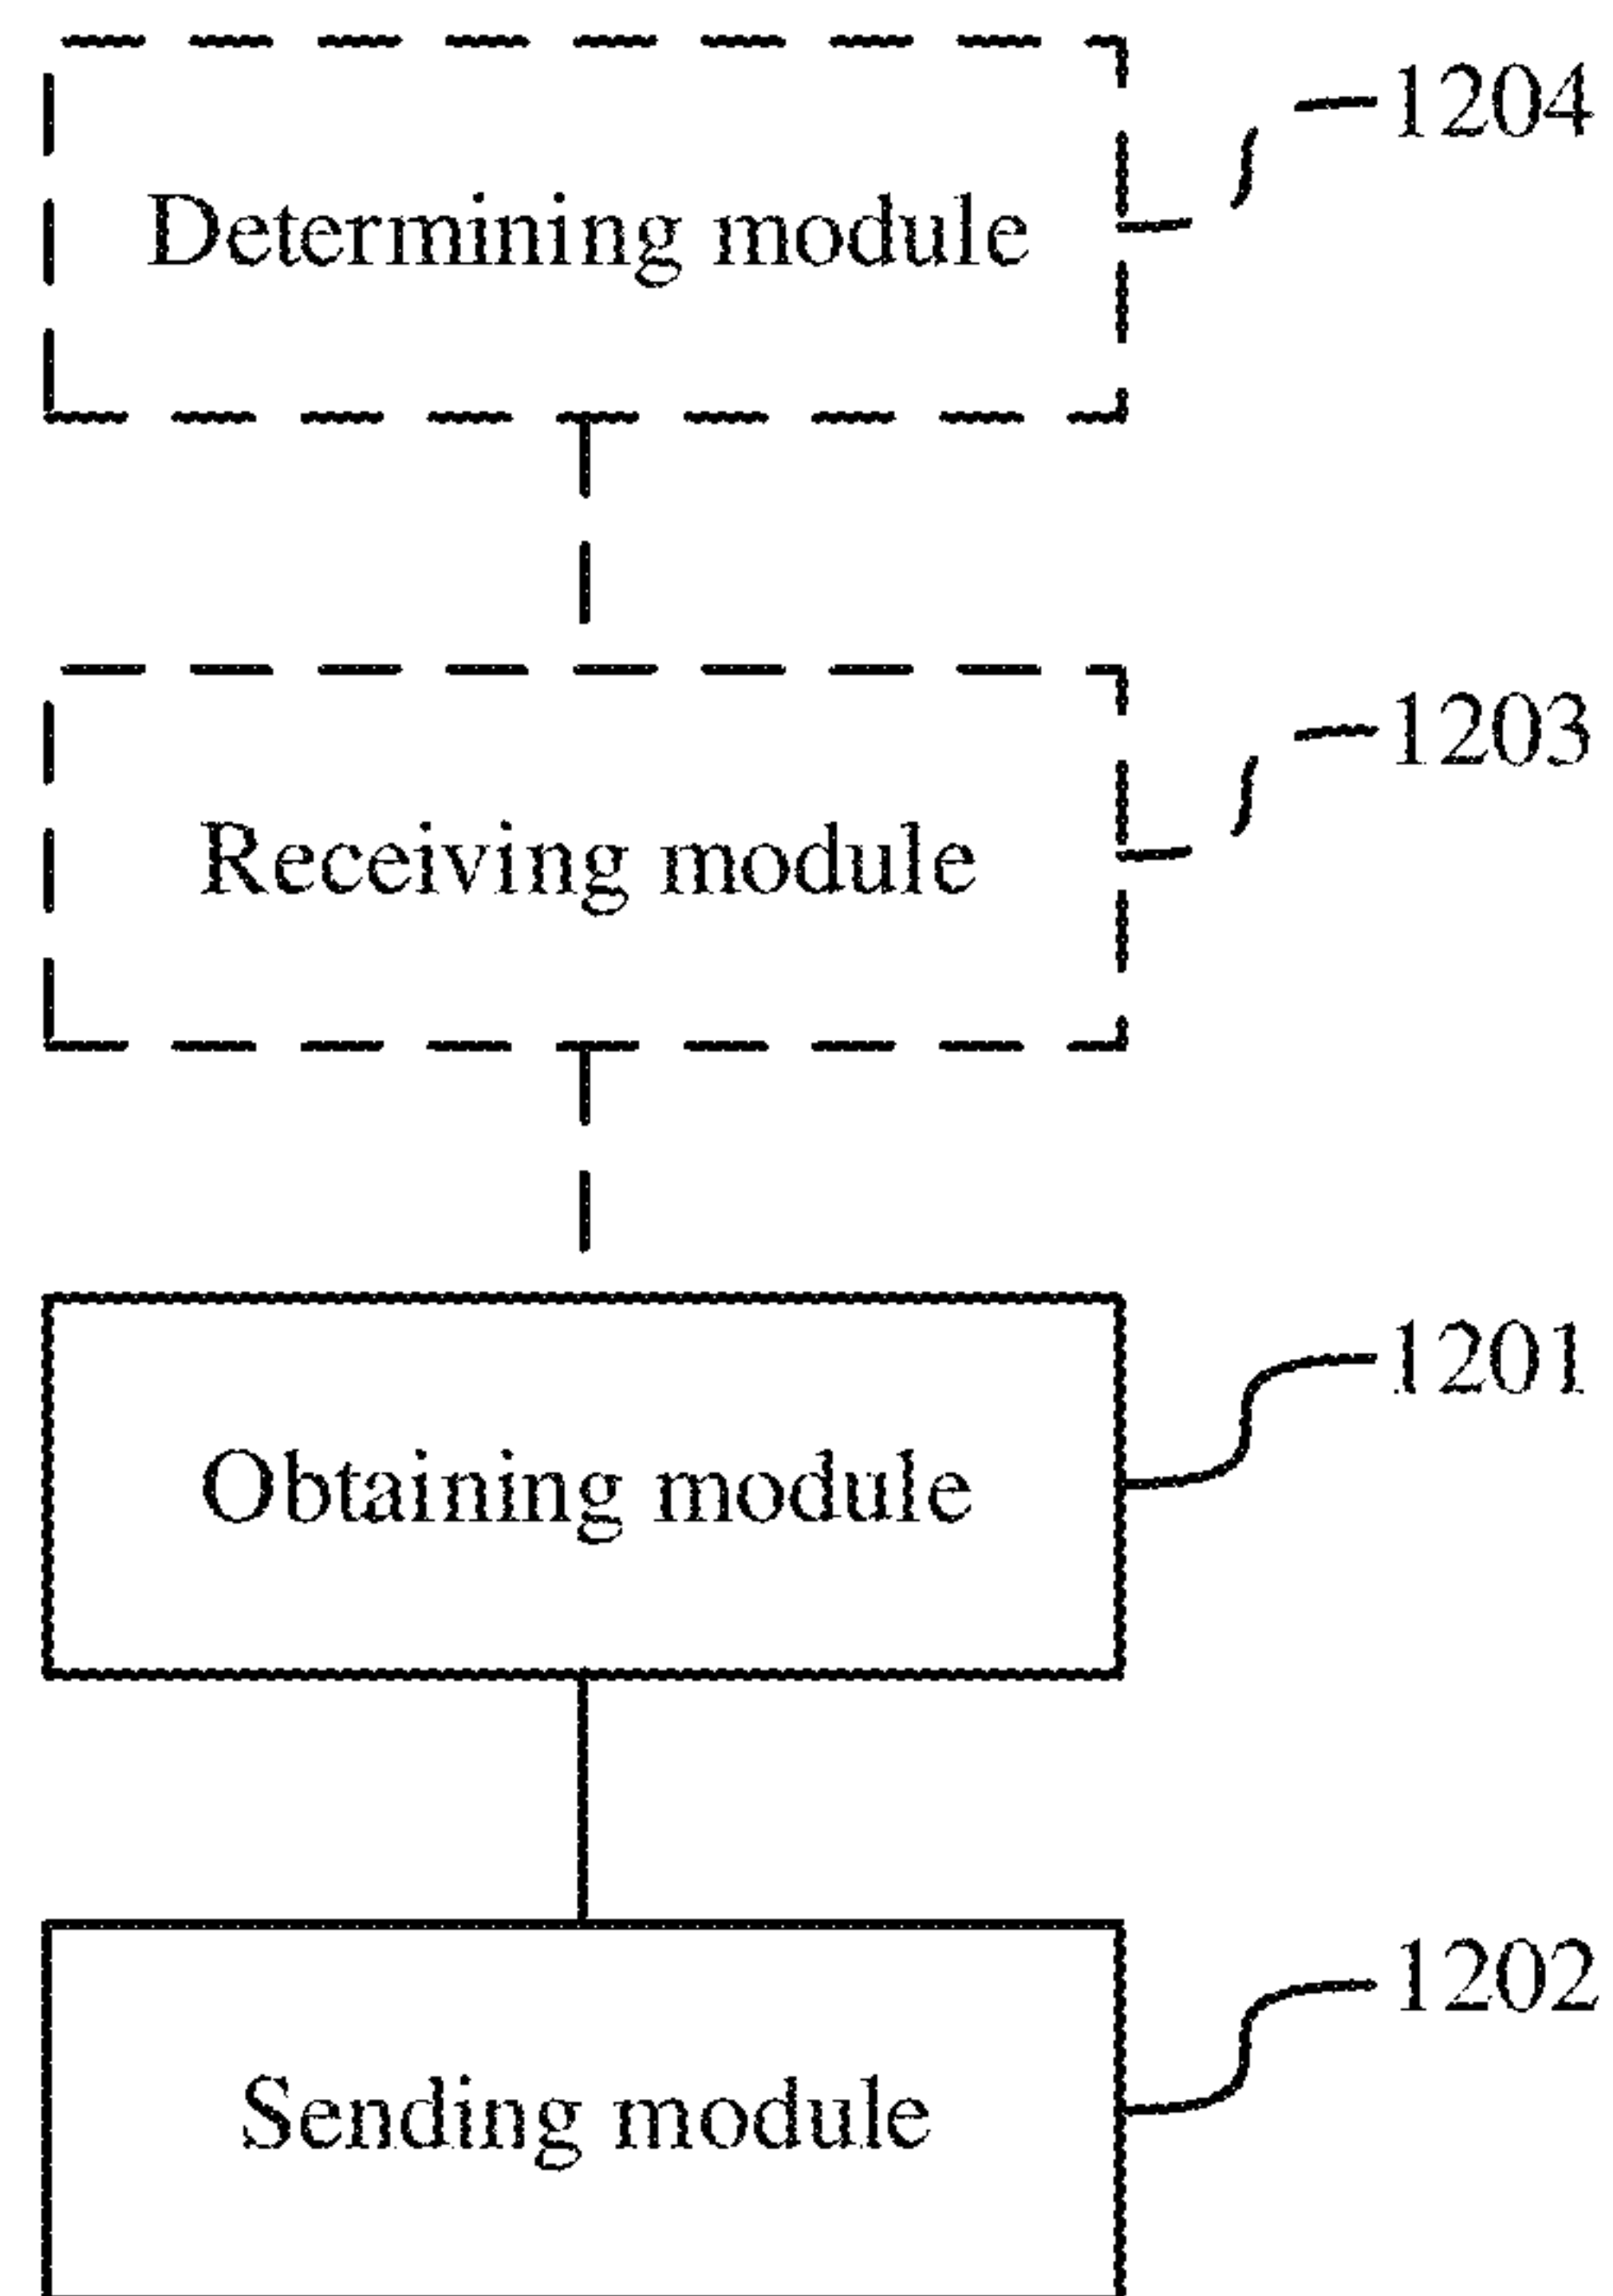 1204
Determining module
1203
Receiving module
1201
Obtaining module
1202
Sending module